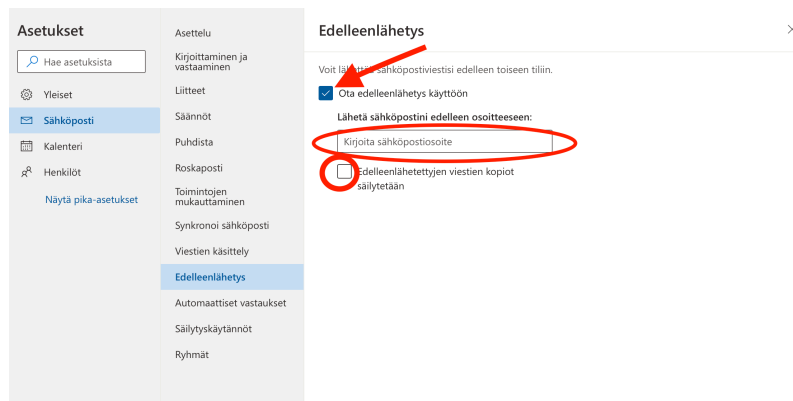 Asetukset
Hae asetuksista
Yleiset
Sähköposti
Kalenteri
Henkilöt
Näytä pika-asetukset
Asettelu
Kirjoittaminen ja
vastaaminen
Liitteet
Säännöt
Puhdista
Roskaposti
Toimintojen
mukauttaminen
Synkronoi sähköposti
Viestien käsittely
Edelleenlähetys
Automaattiset vastaukset
Säilytyskäytännöt
Ryhmät
Edelleenlähetys
Voit lähettää sähköpostiviestisi edelleen toiseen tiliin.
Ota edelleenlähetys käyttöön
Lähetä sähköpostini edelleen osoitteeseen:
Kirjoita sähköpostiosoite
Edelleenlähetettyjen viestien kopiot
säilytetään